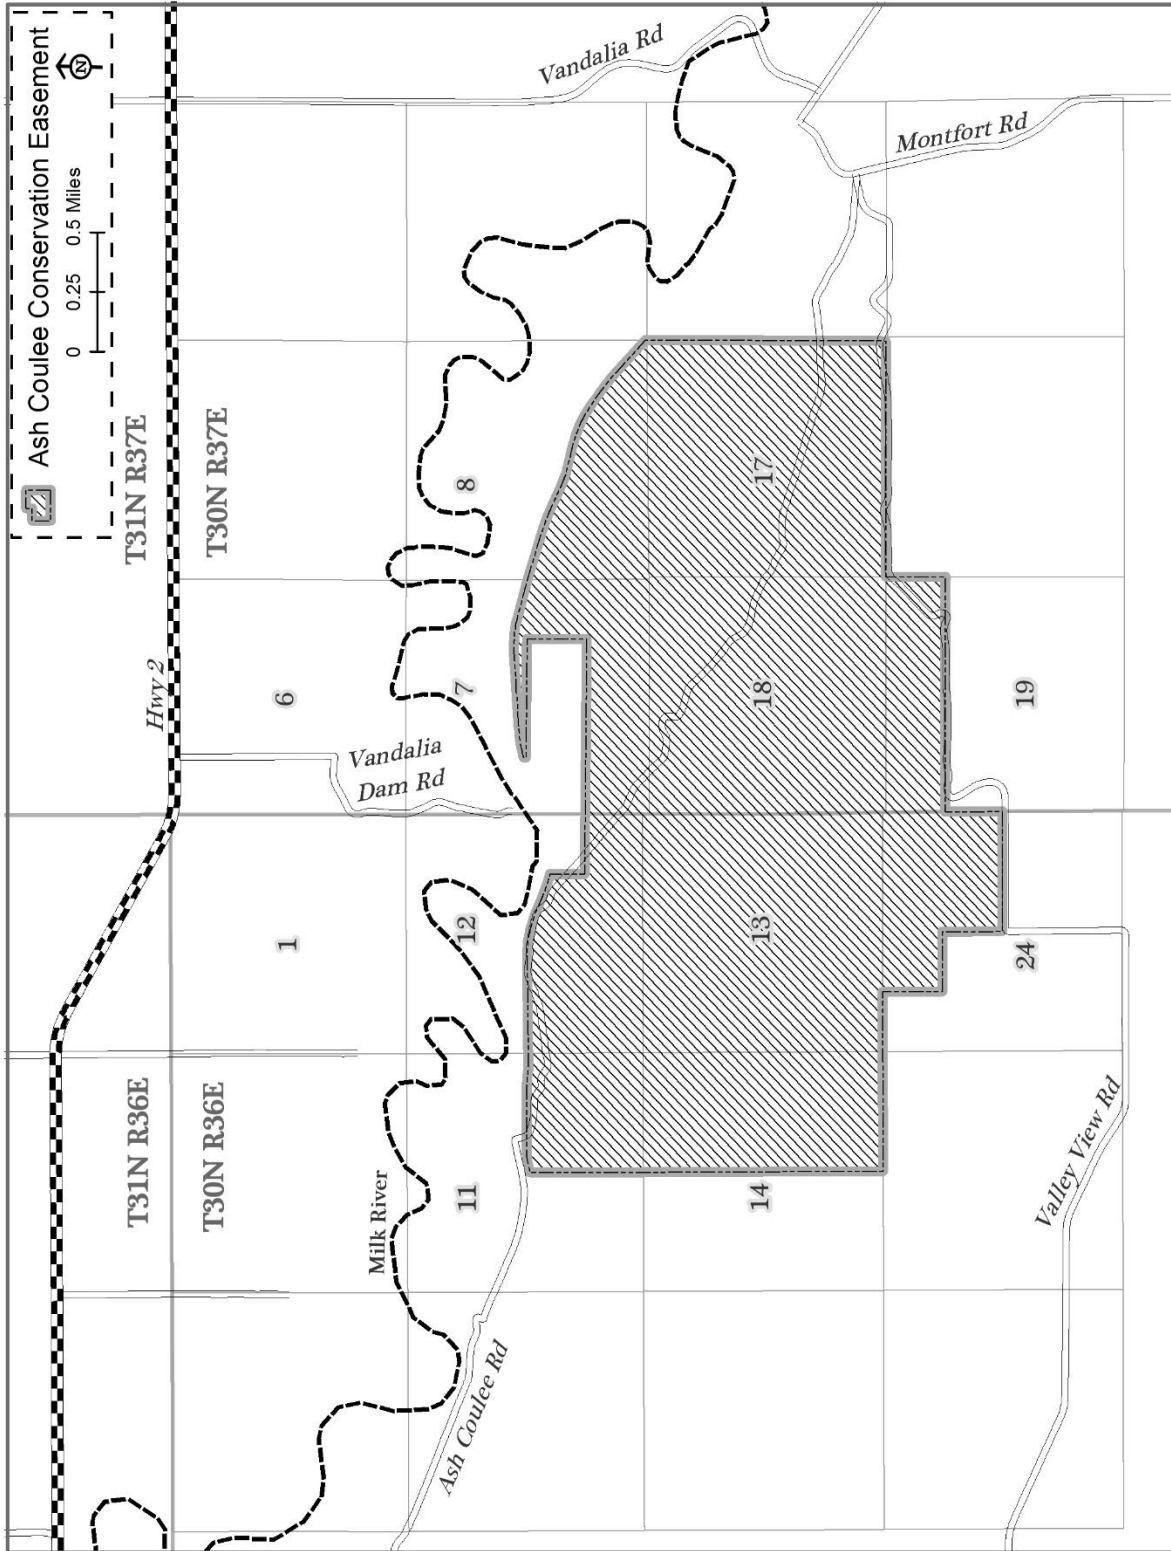 Ash Coulee Conservation Easement
0 0.25 0.5 Miles
N
T31N R36E
T31N R37E
T30N R36E
T30N R37E
Hwy 2
1
6
Vandalia
Dam Rd
Milk River
11
12
7
8
Vandalia Rd
Ash Coulee Rd
14
13
18
17
Montfort Rd
24
19
Valley View Rd